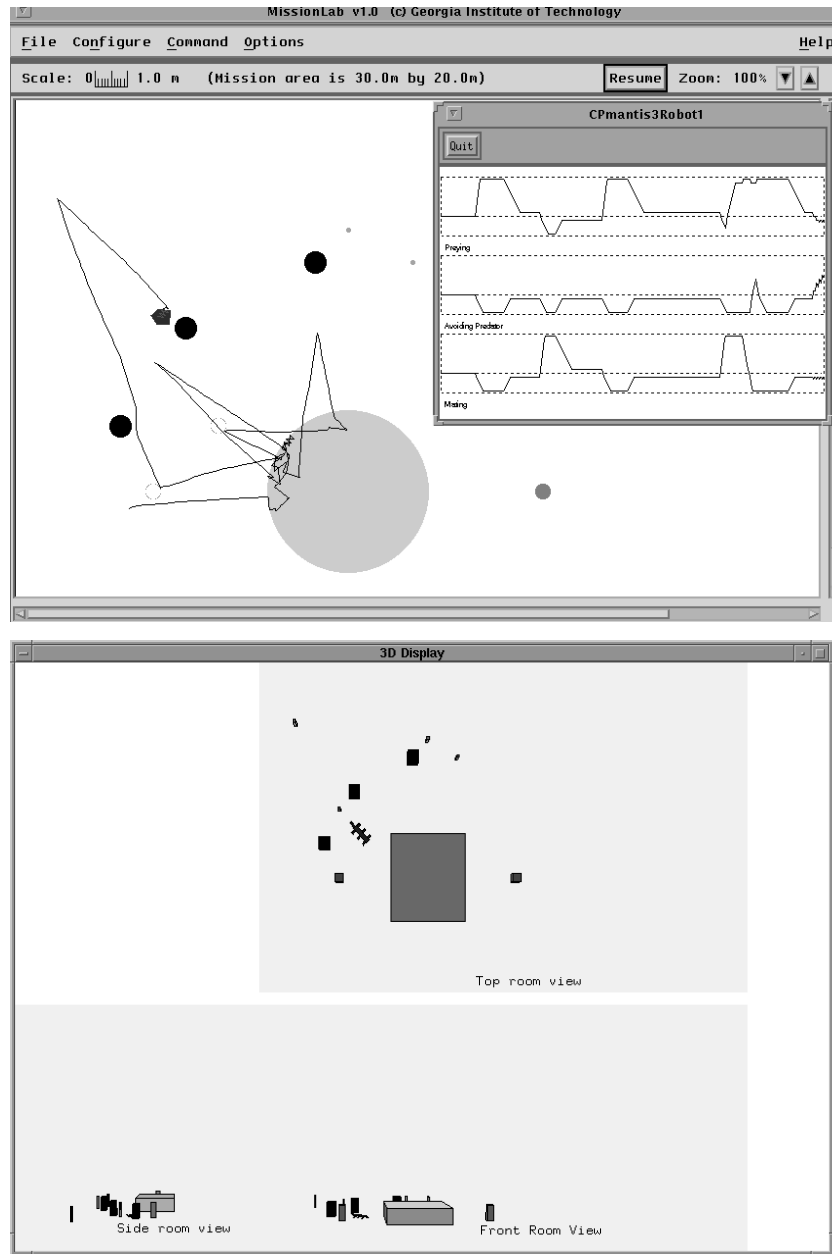 MissionLab v1.0 (c) Georgia Institute of Technology
File Configure Command Options Help
Scale: 0 1.0 m (Mission area is 30.0m by 20.0m) Resume Zoom: 100%
CPmantis3Robot1
Quit
Preying
Avoiding Predator
Mating
3D Display
Top room view
Side room view
Front Room View